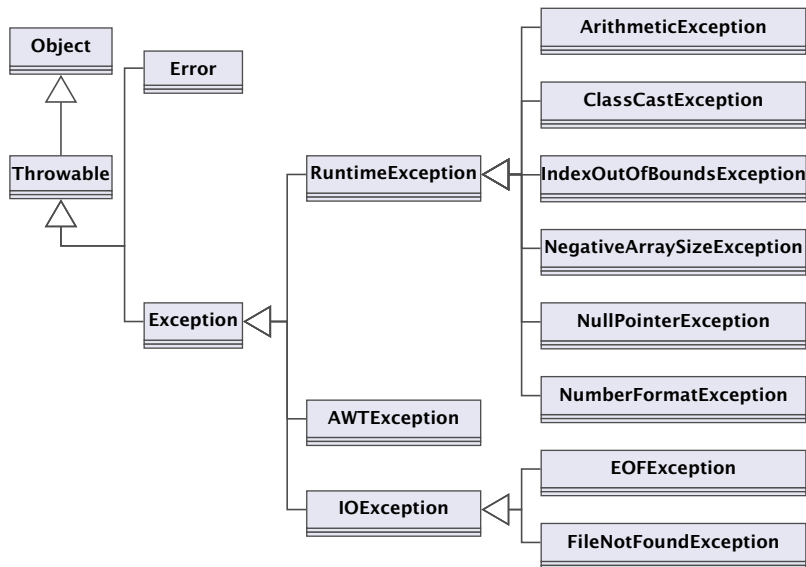 Object
Error
Throwable
Exception
RuntimeException
AWTException
IOException
ArithmeticException
ClassCastException
IndexOutOfBoundsException
NegativeArraySizeException
NullPointerException
NumberFormatException
EOFException
FileNotFoundException